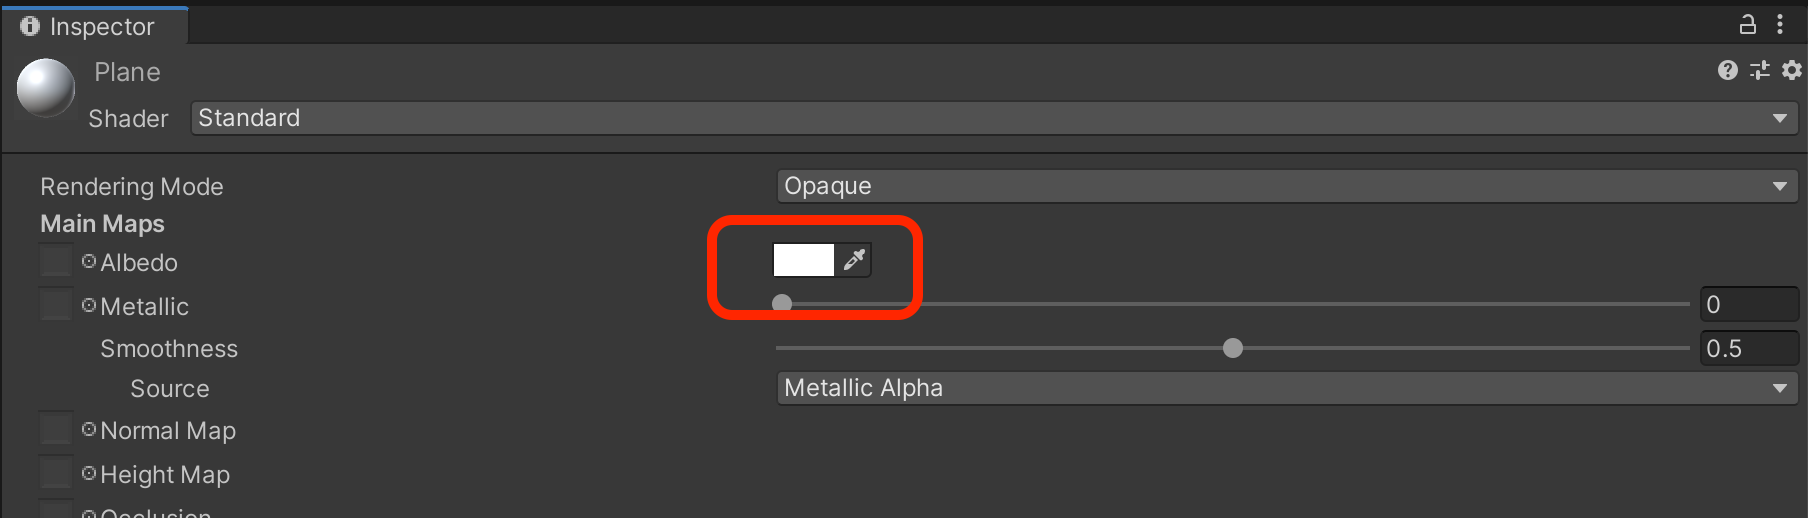 Inspector
Plane
Shader Standard
Rendering Mode Opaque
Main Maps
Albedo
Metallic 0
Smoothness 0.5
Source Metallic Alpha
Normal Map
Height Map
Occlusion